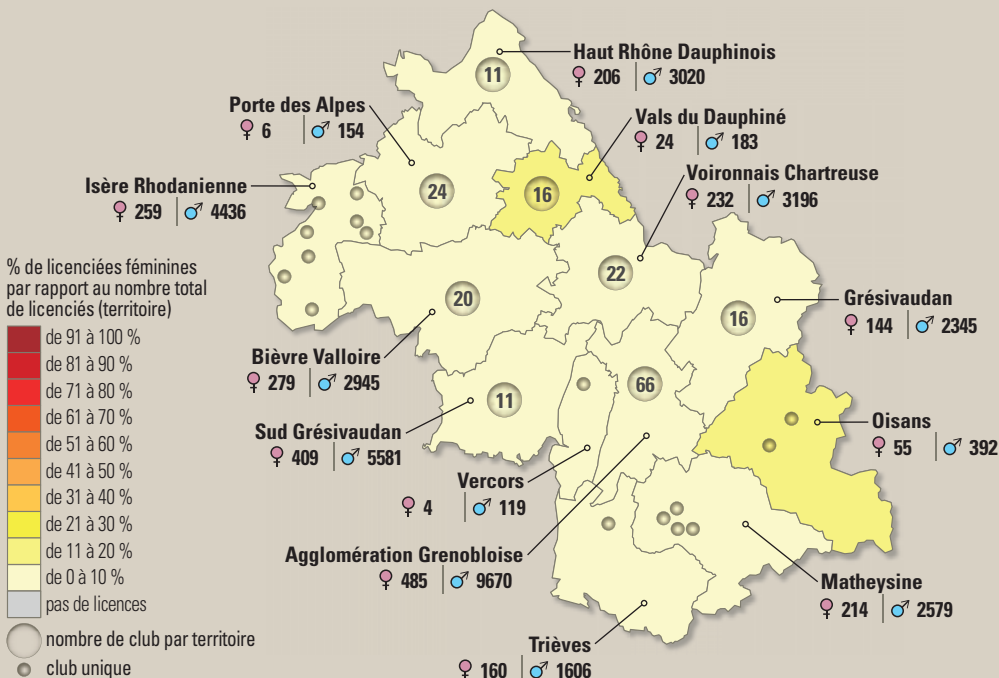 Haut Rhône Dauphinois
♀ 206 | ♂ 3020
11
Porte des Alpes
♀ 6 | ♂ 154
Vals du Dauphiné
♀ 24 | ♂ 183
Isère Rhodanienne
♀ 259 | ♂ 4436
24
16
Voironnais Chartreuse
♀ 232 | ♂ 3196
22
20
16
Grésivaudan
♀ 144 | ♂ 2345
Bièvre Valloire
♀ 279 | ♂ 2945
11
66
Sud Grésivaudan
♀ 409 | ♂ 5581
Oisans
♀ 55 | ♂ 392
Vercors
♀ 4 | ♂ 119
Agglomération Grenobloise
♀ 485 | ♂ 9670
Matheysine
♀ 214 | ♂ 2579
Trièves
♀ 160 | ♂ 1606
% de licenciées féminines
par rapport au nombre total
de licenciés (territoire)
de 91 à 100 %
de 81 à 90 %
de 71 à 80 %
de 61 à 70 %
de 51 à 60 %
de 41 à 50 %
de 31 à 40 %
de 21 à 30 %
de 11 à 20 %
de 0 à 10 %
pas de licences
nombre de club par territoire
club unique